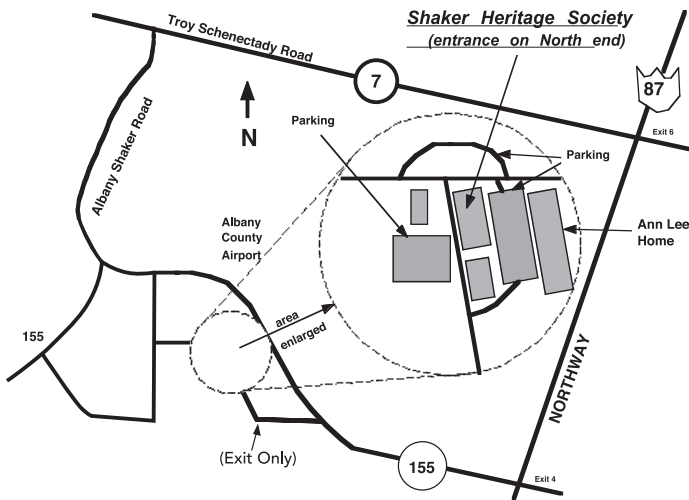 Shaker Heritage Society
(entrance on North end)
Troy Schenectady Road
7
87
Exit 6
Albany Shaker Road
N
Parking
Parking
Albany
County
Airport
Ann Lee
Home
area
enlarged
155
NORTHWAY
(Exit Only)
155
Exit 4